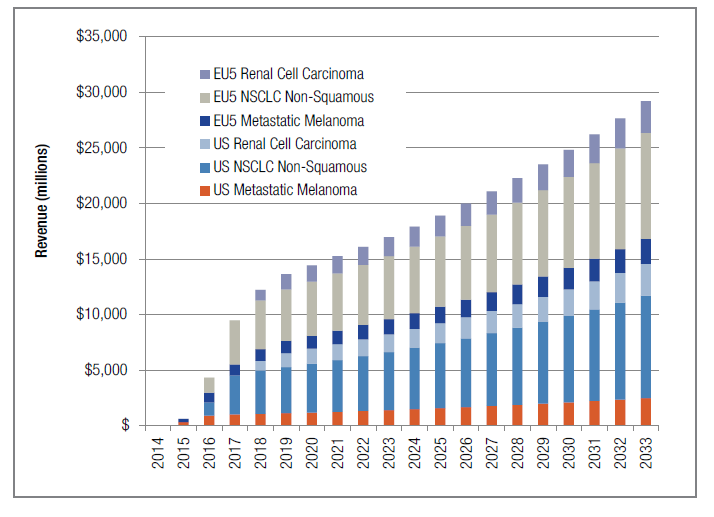 $35,000
$30,000
$25,000
$20,000
$15,000
$10,000
$5,000
$
Revenue (millions)
EU5 Renal Cell Carcinoma
EU5 NSCLC Non-Squamous
EU5 Metastatic Melanoma
US Renal Cell Carcinoma
US NSCLC Non-Squamous
US Metastatic Melanoma
2014 2015 2016 2017 2018 2019 2020 2021 2022 2023 2024 2025 2026 2027 2028 2029 2030 2031 2032 2033